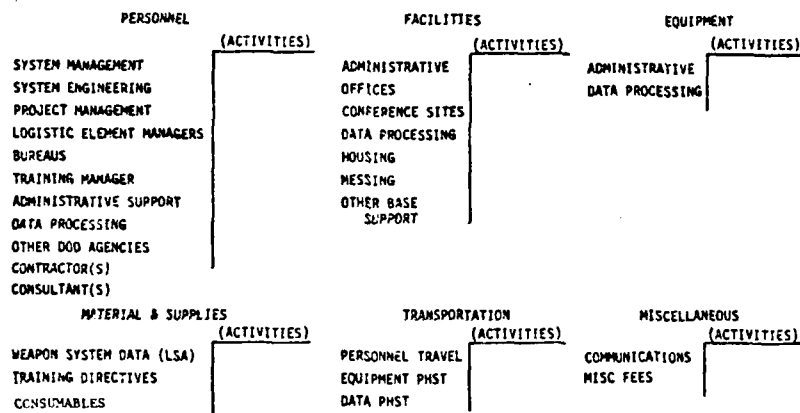 PERSONNEL
(ACTIVITIES)
SYSTEM MANAGEMENT
SYSTEM ENGINEERING
PROJECT MANAGEMENT
LOGISTIC ELEMENT MANAGERS
BUREAUS
TRAINING MANAGER
ADMINISTRATIVE SUPPORT
DATA PROCESSING
OTHER DOD AGENCIES
CONTRACTOR(S)
CONSULTANT(S)
FACILITIES
(ACTIVITIES)
ADMINISTRATIVE
OFFICES
CONFERENCE SITES
DATA PROCESSING
HOUSING
MESSING
OTHER BASE
SUPPORT
EQUIPMENT
(ACTIVITIES)
ADMINISTRATIVE
DATA PROCESSING
MATERIAL & SUPPLIES
(ACTIVITIES)
WEAPON SYSTEM DATA (LSA)
TRAINING DIRECTIVES
CONSUMABLES
TRANSPORTATION
(ACTIVITIES)
PERSONNEL TRAVEL
EQUIPMENT PHST
DATA PHST
MISCELLANEOUS
(ACTIVITIES)
COMMUNICATIONS
MISC FEES